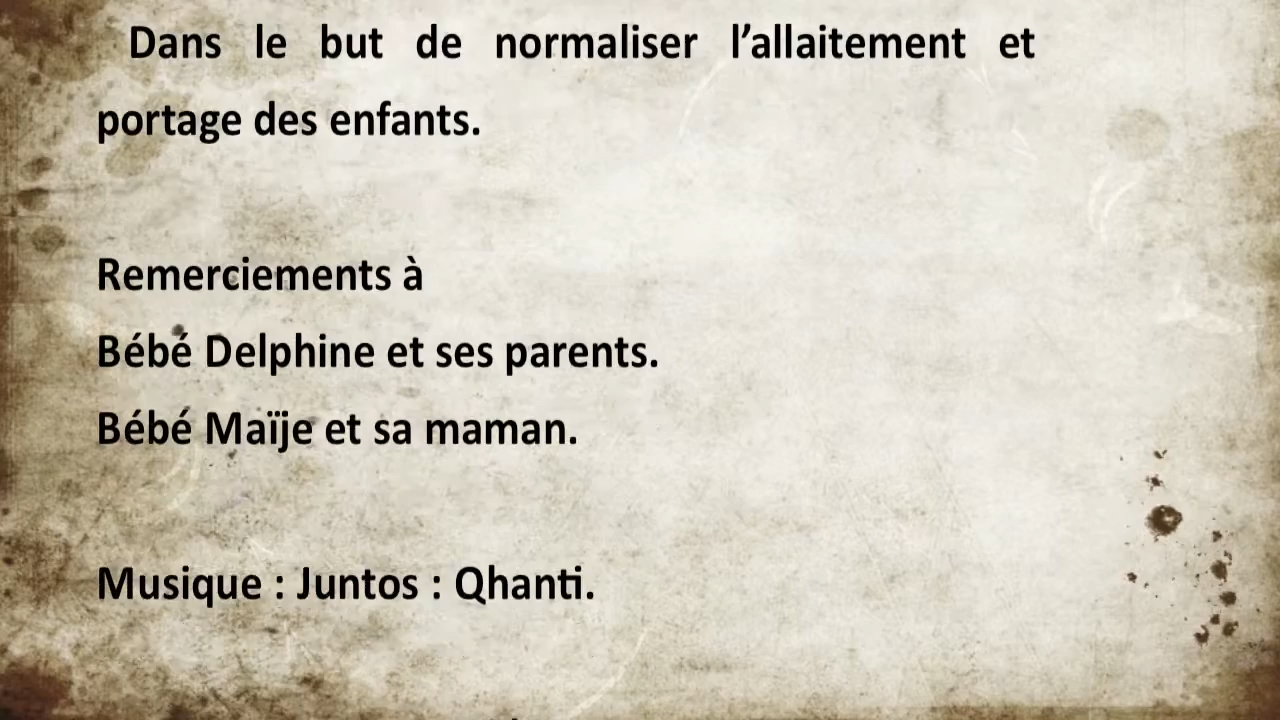 Dans le but de normaliser l’allaitement et
portage des enfants.
Remerciements à
Bébé Delphine et ses parents.
Bébé Maïje et sa maman.
Musique : Juntos : Qhanti.